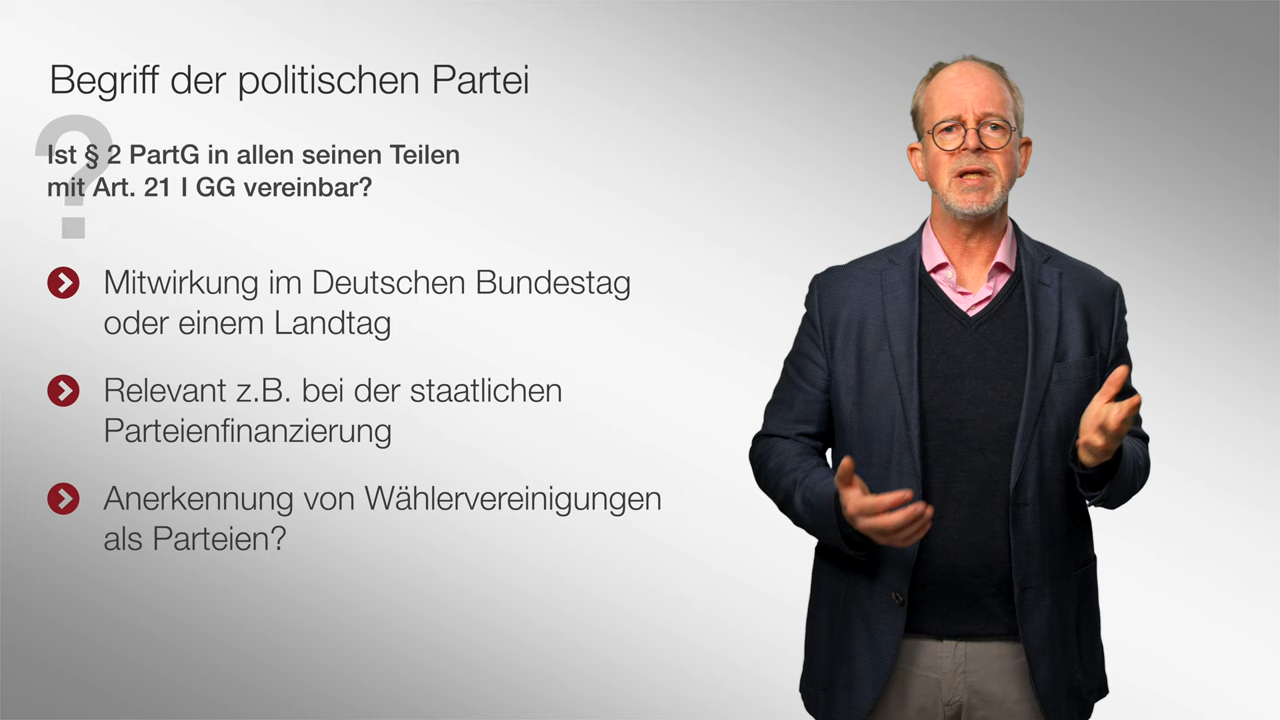 Begriff der politischen Partei
?
Ist § 2 PartG in allen seinen Teilen
mit Art. 21 I GG vereinbar?
Mitwirkung im Deutschen Bundestag
oder einem Landtag
Relevant z.B. bei der staatlichen
Parteienfinanzierung
Anerkennung von Wählervereinigungen
als Parteien?